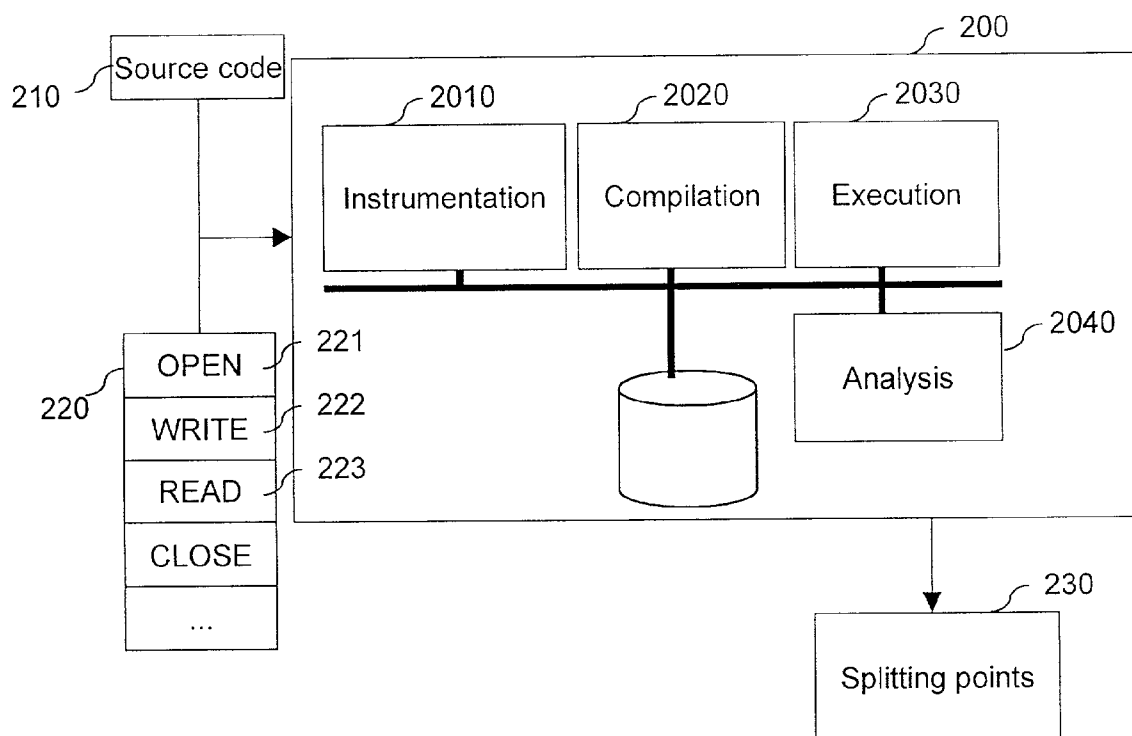 200
Source code
210
2010
2020
2030
Instrumentation
Compilation
Execution
2040
Analysis
220
OPEN
221
WRITE
222
READ
223
CLOSE
...
230
Splitting points